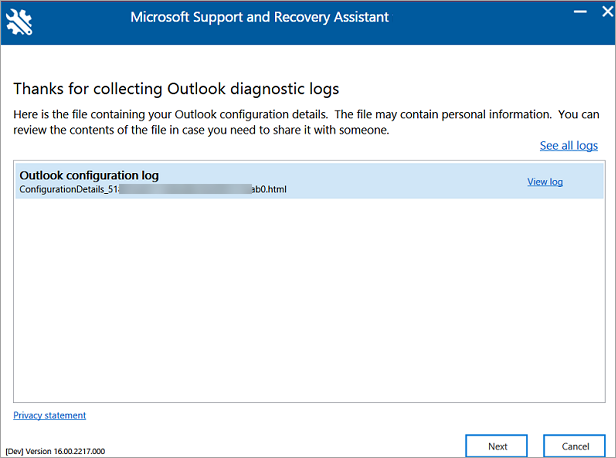 Microsoft Support and Recovery Assistant
Thanks for collecting Outlook diagnostic logs
Here is the file containing your Outlook configuration details. The file may contain personal information. You can
review the contents of the file in case you need to share it with someone.
See all logs
Outlook configuration log
View log
ConfigurationDetails_51 ab0.html
Privacy statement
[Dev] Version 16.00.2217.000
Next
Cancel